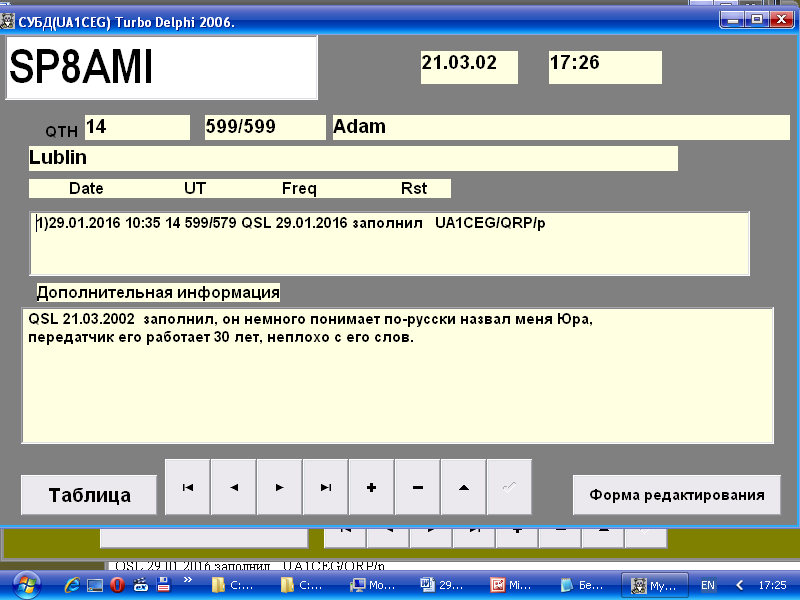 СУБД(UA1CEG) Turbo Delphi 2006.
SP8AMI
21.03.02
17:26
QTH 14
599/599
Adam
Lublin
Date UT Freq Rst
1)29.01.2016 10:35 14 599/579 QSL 29.01.2016 заполнил UA1CEG/QRP/p
Дополнительная информация
QSL 21.03.2002 заполнил, он немного понимает по-русски назвал меня Юра,
передатчик его работает 30 лет, неплохо с его слов.
Таблица
Форма редактирования
QSL 29.01.2016 заполнил UA1CEG/QRP/p
С:...
С:...
Mo...
29...
Mi...
Бе...
My...
EN
17:25